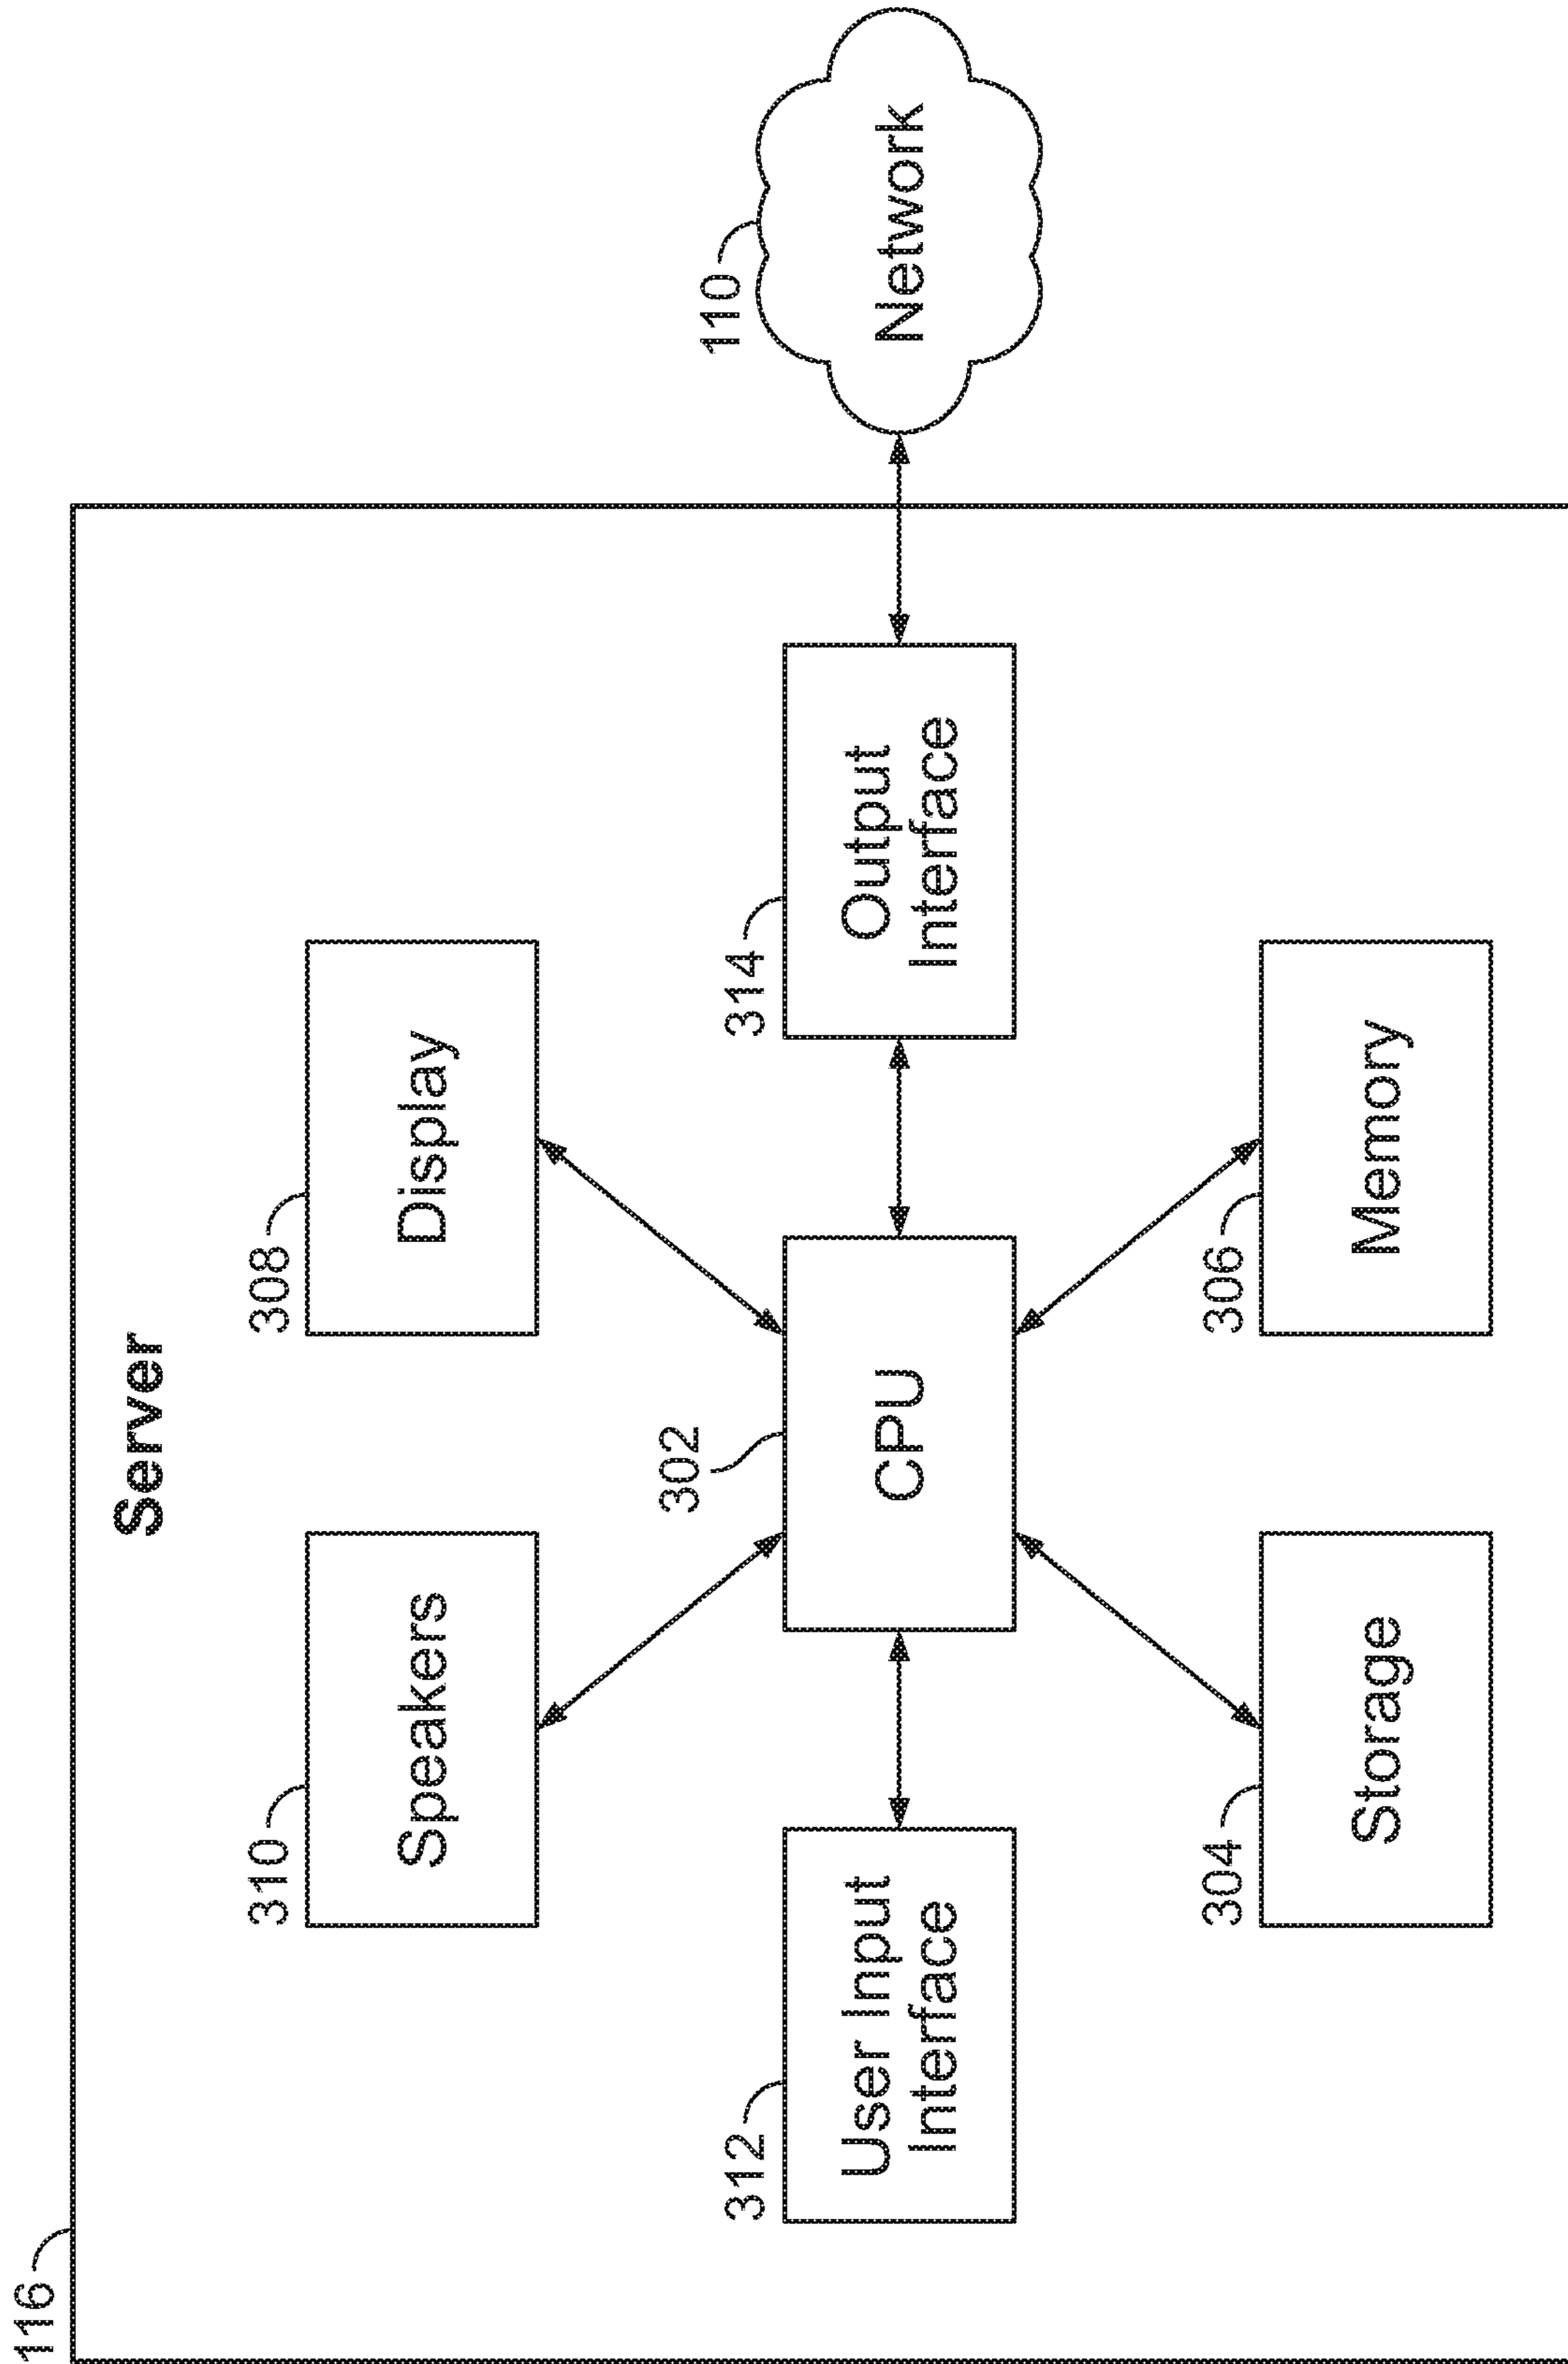 116
Server
310
Speakers
308
Display
302
CPU
312
User Input
Interface
314
Output
Interface
110
Network
304
Storage
306
Memory